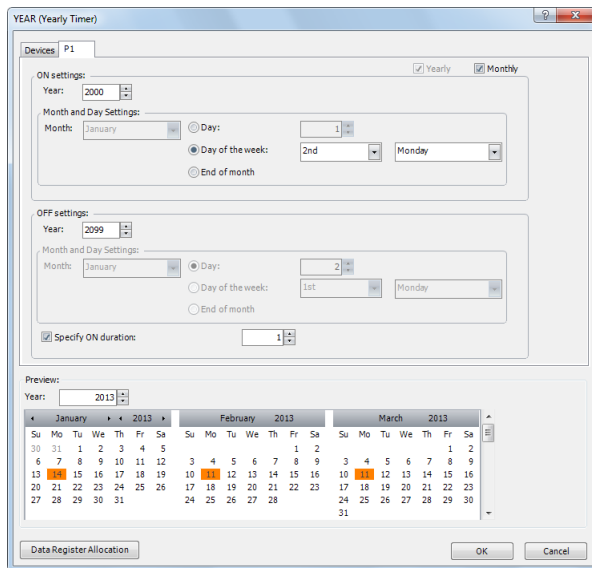 YEAR (Yearly Timer)
Devices P1
Yearly Monthly
ON settings:
Year: 2000
Month and Day Settings:
Month: January Day: 1
Day of the week: 2nd Monday
End of month
OFF settings:
Year: 2099
Month and Day Settings:
Month: January Day: 2
Day of the week: 1st Monday
End of month
Specify ON duration: 1
Preview:
Year: 2013
January 2013 February 2013 March 2013
Su Mo Tu We Th Fr Sa Su Mo Tu We Th Fr Sa Su Mo Tu We Th Fr Sa
30 31 1 2 3 4 5 1 2 1 2
6 7 8 9 10 11 12 3 4 5 6 7 8 9 3 4 5 6 7 8 9
13 14 15 16 17 18 19 10 11 12 13 14 15 16 10 11 12 13 14 15 16
20 21 22 23 24 25 26 17 18 19 20 21 22 23 17 18 19 20 21 22 23
27 28 29 30 31 24 25 26 27 28 24 25 26 27 28 29 30
31
Data Register Allocation OK Cancel